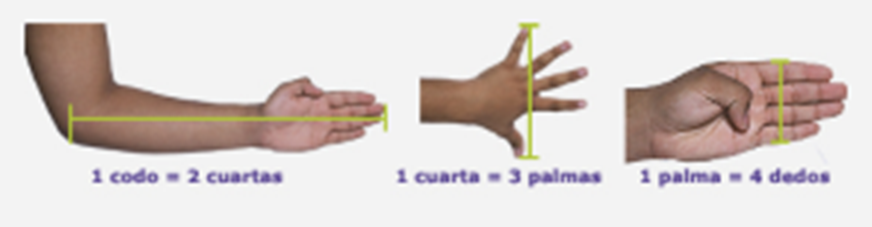 1 codo = 2 cuartas
1 cuarta = 3 palmas
1 palma = 4 dedos